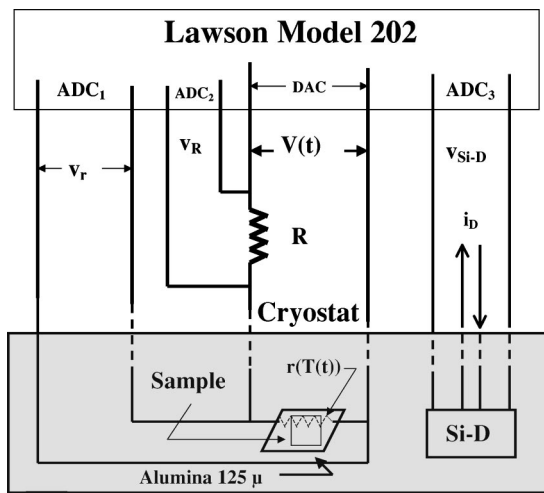 Lawson Model 202
ADC1 ADC2 DAC ADC3
vr vR V(t) vSi-D
iD
R
Cryostat
Sample r(T(t))
Si-D
Alumina 125 μ